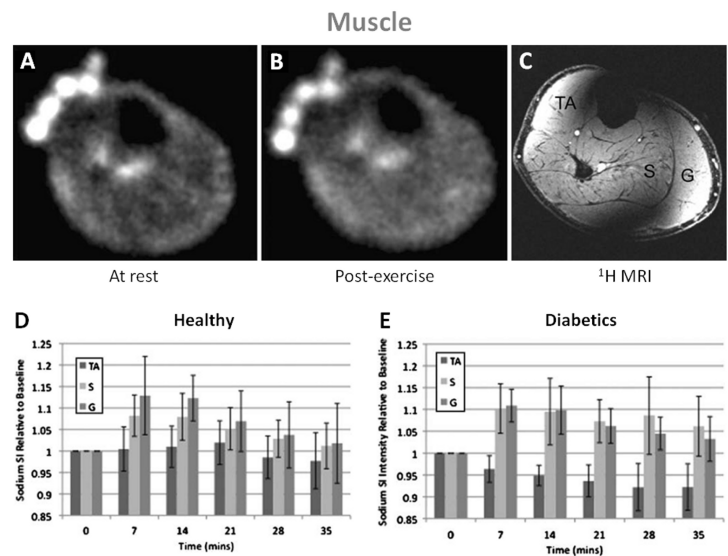 Muscle
A
B
C
TA
S
G
At rest
Post-exercise
¹H MRI
D
Healthy
Sodium SI Relative to Baseline
1.25
1.2
1.15
1.1
1.05
1
0.95
0.9
0.85
TA
S
G
0 7 14 21 28 35
Time (mins)
E
Diabetics
Sodium SI Intensity Relative to Baseline
1.25
1.2
1.15
1.1
1.05
1
0.95
0.9
0.85
TA
S
G
0 7 14 21 28 35
Time (mins)